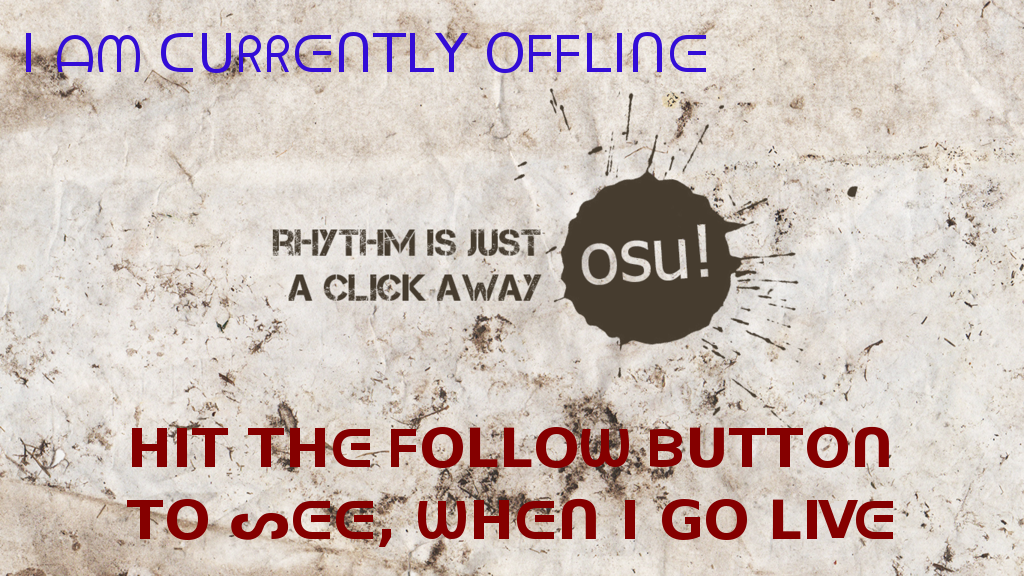 I AM CURRENTLY OFFLINE
RHYTHM IS JUST
A CLICK AWAY
osu!
HIT THE FOLLOW BUTTON
TO SEE, WHEN I GO LIVE